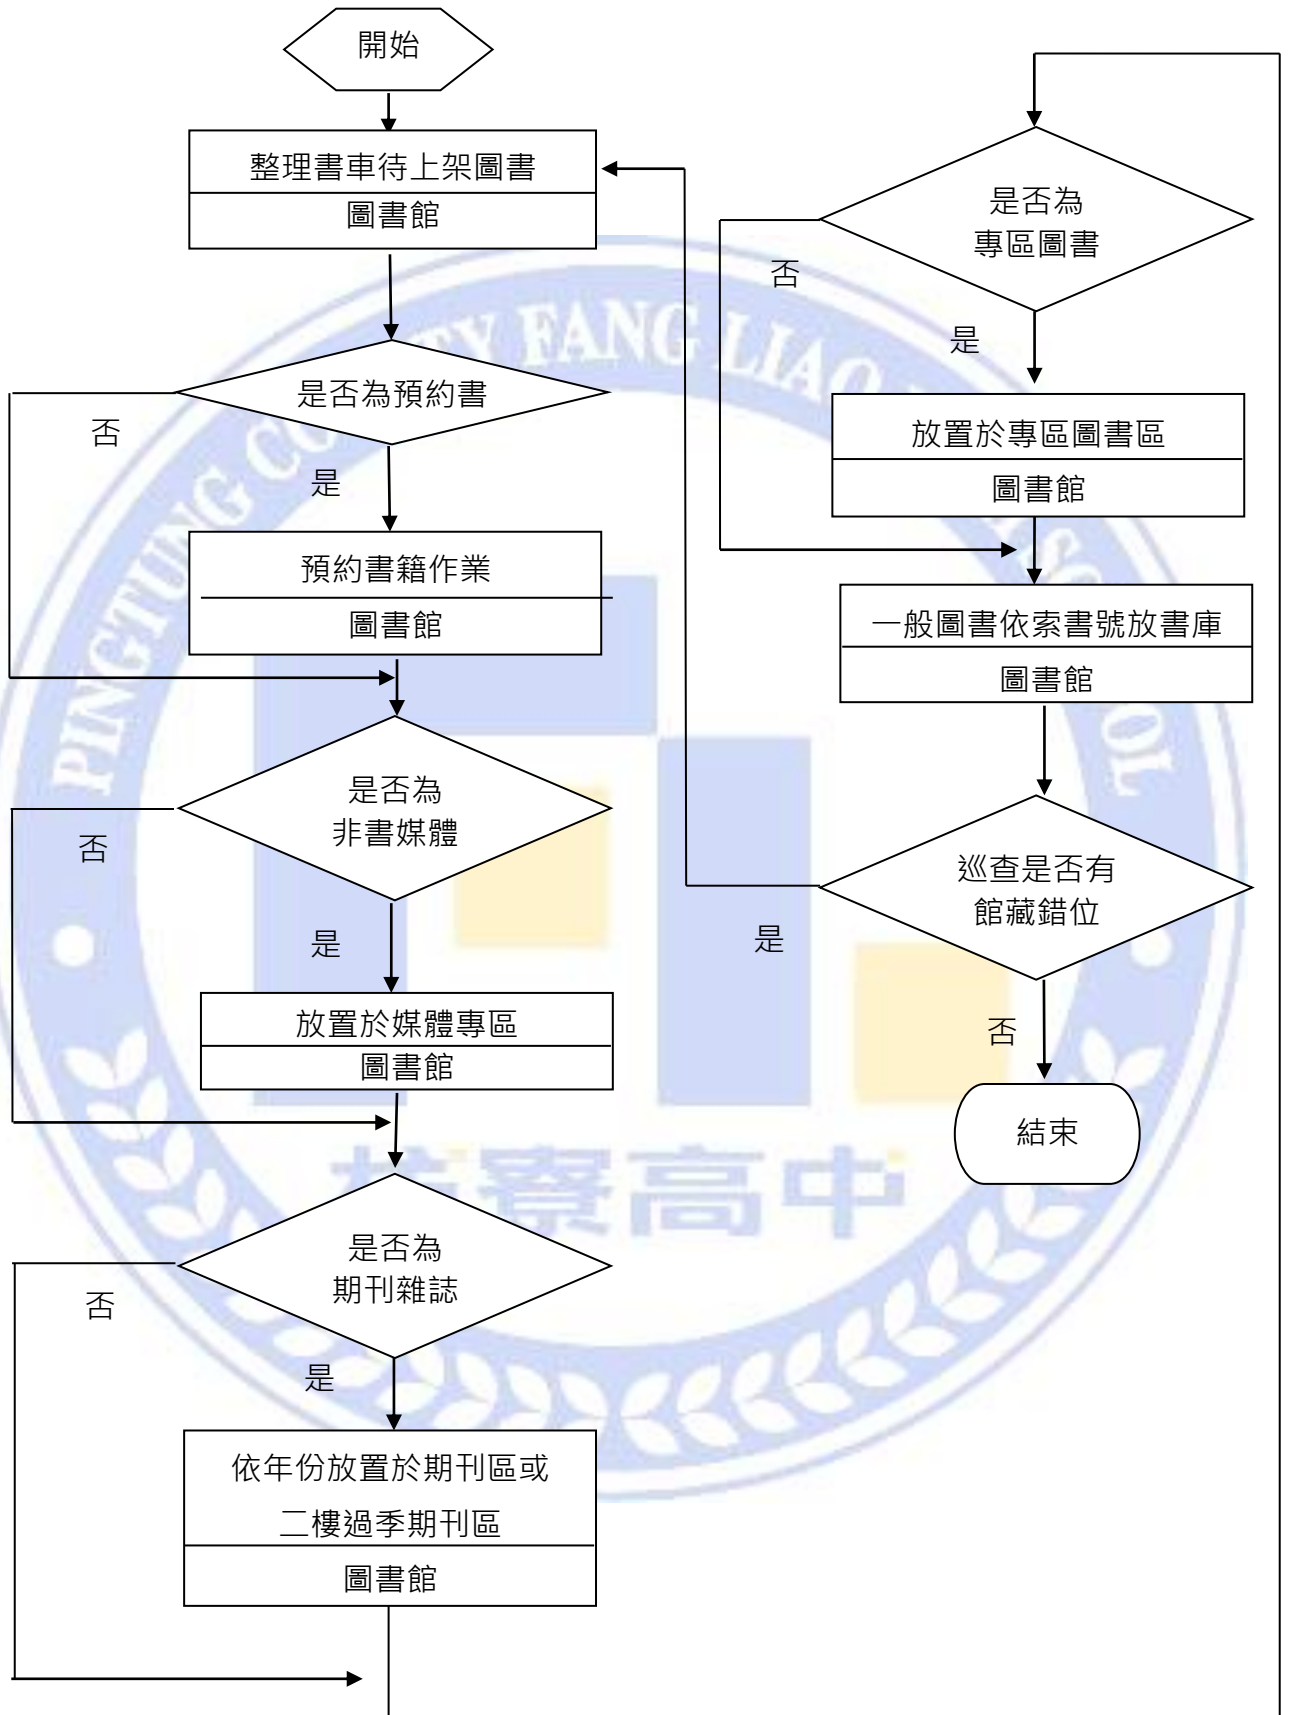 開始
整理書車待上架圖書
圖書館
是否為預約書
否
是
預約書籍作業
圖書館
是否為
非書媒體
否
是
放置於媒體專區
圖書館
是否為
期刊雜誌
否
是
依年份放置於期刊區或
二樓過季期刊區
圖書館
是否為
專區圖書
否
是
放置於專區圖書區
圖書館
一般圖書依索書號放書庫
圖書館
巡查是否有
館藏錯位
是
否
結束
寮高中